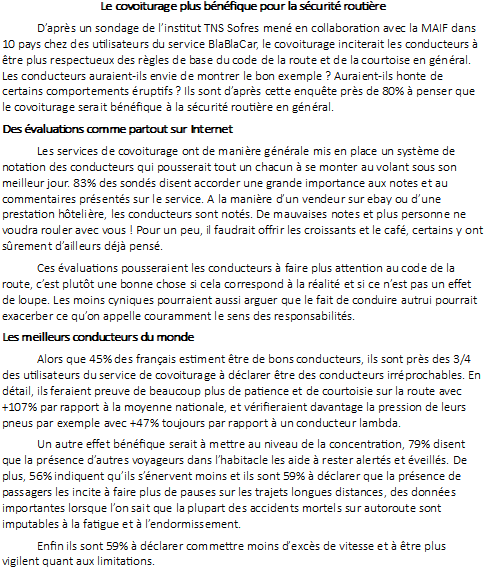 Le covoiturage plus bénéfique pour la sécurité routière
D'après un sondage de l'institut TNS Sofres mené en collaboration avec la MAIF dans
10 pays chez des utilisateurs du service BlaBlaCar, le covoiturage inciterait les conducteurs à
être plus respectueux des règles de base du code de la route et de la courtoise en général.
Les conducteurs auraient-ils envie de montrer le bon exemple ? Auraient-ils honte de
certains comportements éruptifs ? Ils sont d'après cette enquête près de 80% à penser que
le covoiturage serait bénéfique à la sécurité routière en général.
Des évaluations comme partout sur Internet
Les services de covoiturage ont de manière générale mis en place un système de
notation des conducteurs qui pousserait tout un chacun à se monter au volant sous son
meilleur jour. 83% des sondés disent accorder une grande importance aux notes et au
commentaires présentés sur le service. A la manière d'un vendeur sur ebay ou d'une
prestation hôtelière, les conducteurs sont notés. De mauvaises notes et plus personne ne
voudra rouler avec vous ! Pour un peu, il faudrait offrir les croissants et le café, certains y ont
sûrement d'ailleurs déjà pensé.
Ces évaluations pousseraient les conducteurs à faire plus attention au code de la
route, c'est plutôt une bonne chose si cela correspond à la réalité et si ce n'est pas un effet
de loupe. Les moins cyniques pourraient aussi arguer que le fait de conduire autrui pourrait
exacerber ce qu'on appelle couramment le sens des responsabilités.
Les meilleurs conducteurs du monde
Alors que 45% des français estiment être de bons conducteurs, ils sont près des 3/4
des utilisateurs du service de covoiturage à déclarer être des conducteurs irréprochables. En
détail, ils feraient preuve de beaucoup plus de patience et de courtoisie sur la route avec
+107% par rapport à la moyenne nationale, et vérifieraient davantage la pression de leurs
pneus par exemple avec +47% toujours par rapport à un conducteur lambda.
Un autre effet bénéfique serait à mettre au niveau de la concentration, 79% disent
que la présence d'autres voyageurs dans l'habitacle les aide à rester alertés et éveillés. De
plus, 56% indiquent qu'ils s'énervent moins et ils sont 59% à déclarer que la présence de
passagers les incite à faire plus de pauses sur les trajets longues distances, des données
importantes lorsque l'on sait que la plupart des accidents mortels sur autoroute sont
imputables à la fatigue et à l'endormissement.
Enfin ils sont 59% à déclarer commettre moins d'excès de vitesse et à être plus
vigilent quant aux limitations.